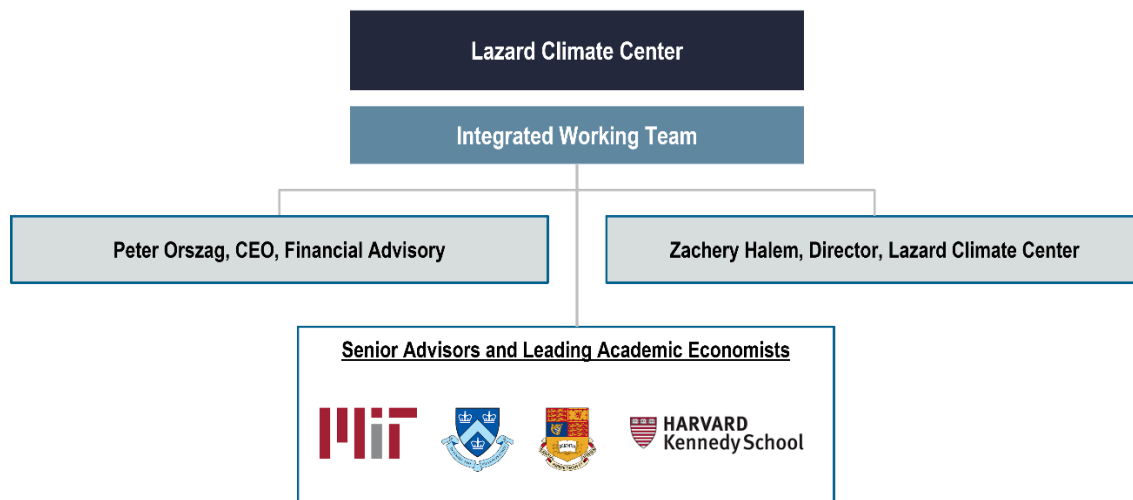 Lazard Climate Center
Integrated Working Team
Peter Orszag, CEO, Financial Advisory
Zachery Halem, Director, Lazard Climate Center
Senior Advisors and Leading Academic Economists
MIT
HARVARD
Kennedy School